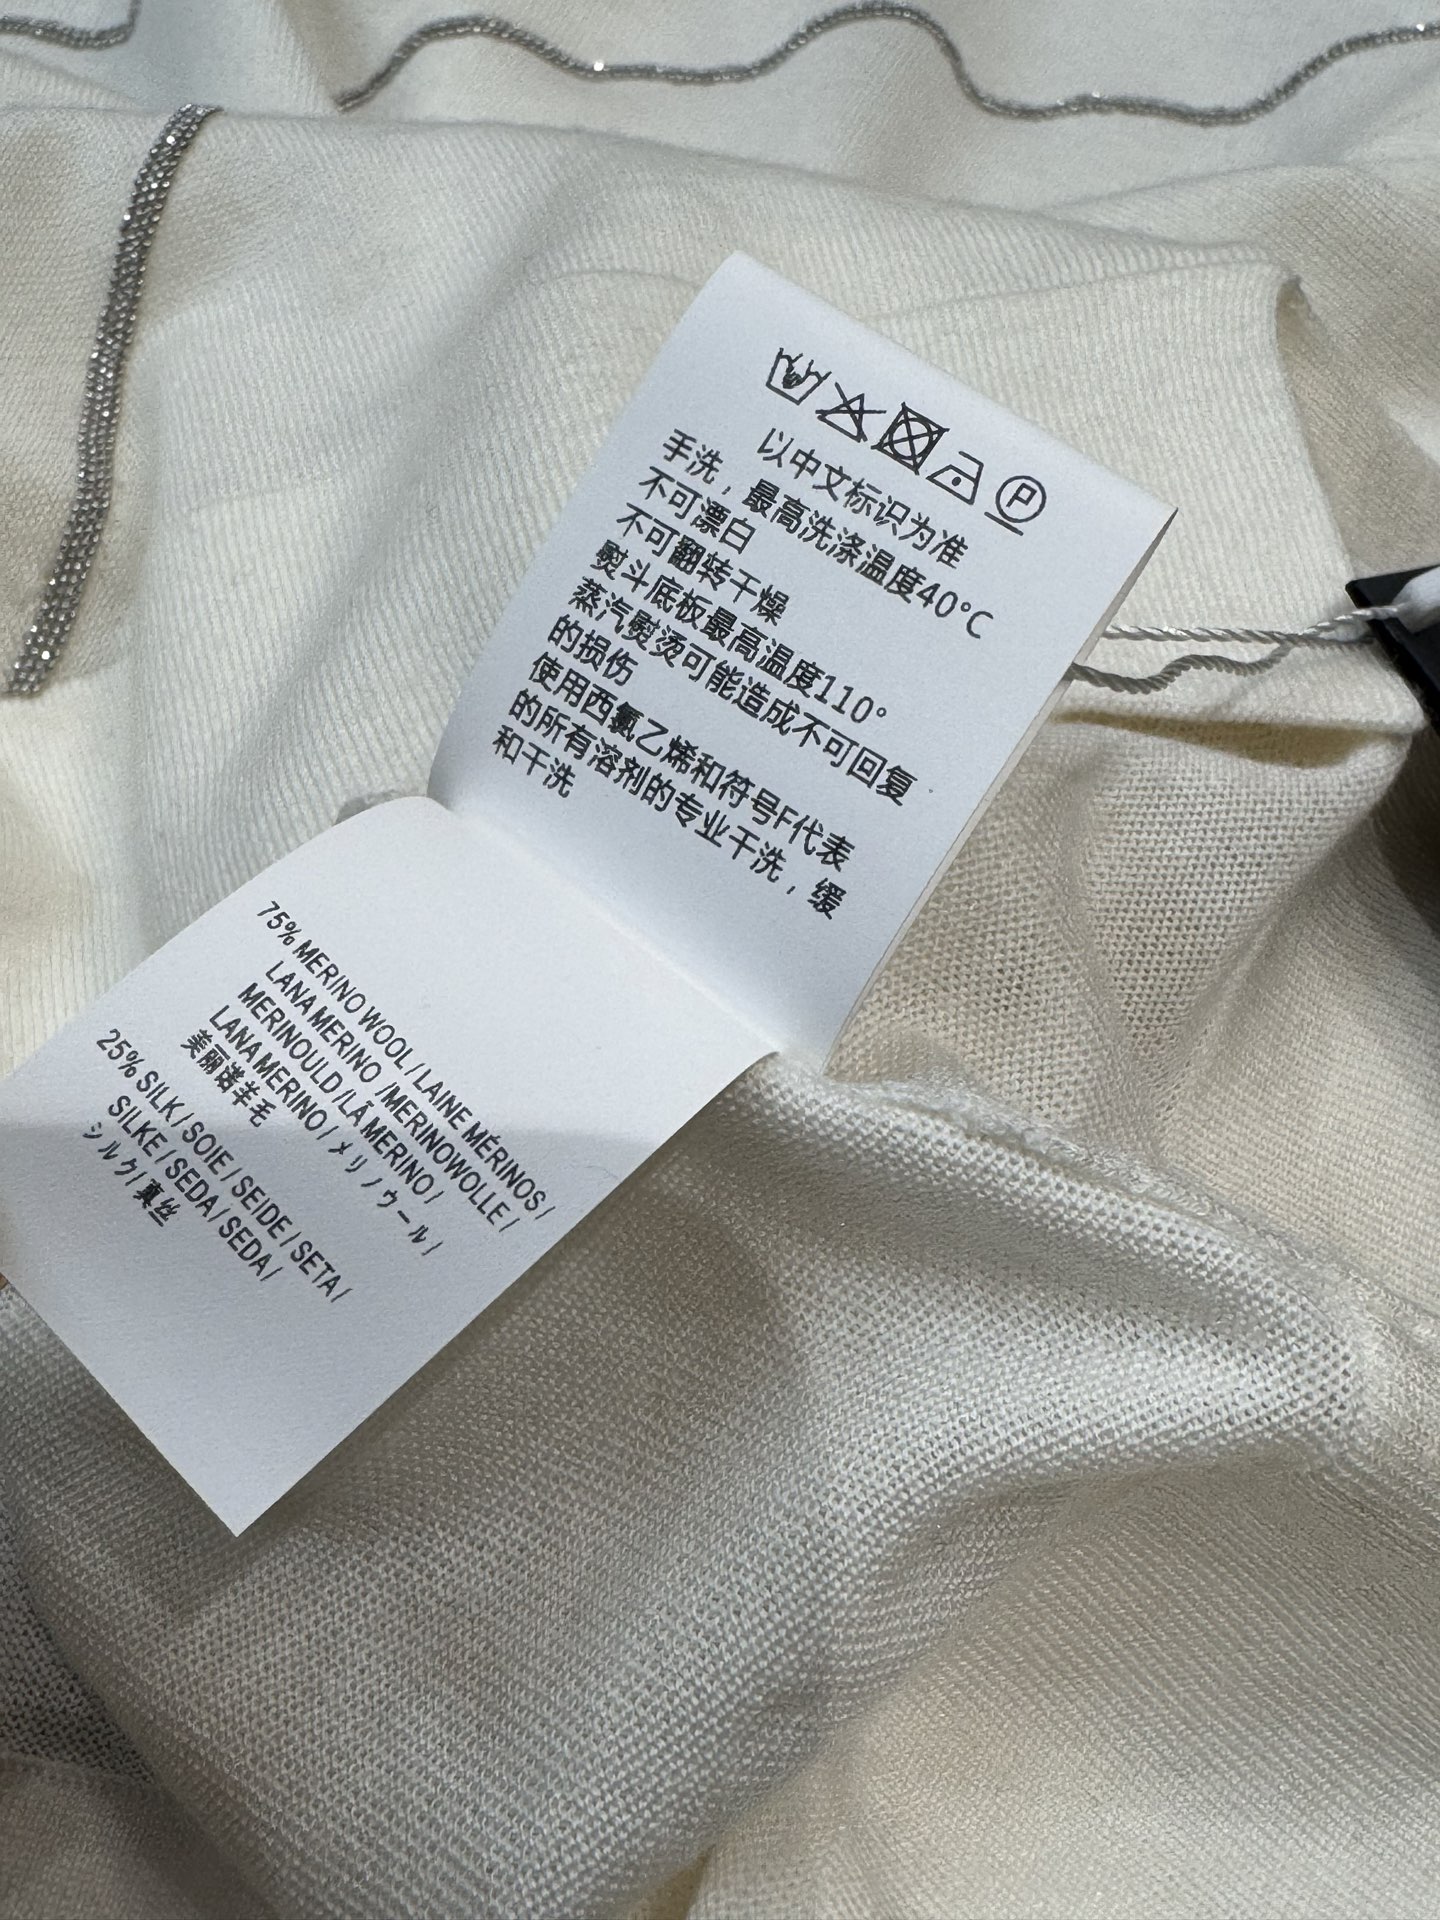 P
以中文标识为准
手洗，最高洗涤温度40°C
不可漂白
不可翻转干燥
熨斗底板最高温度110°
蒸汽熨烫可能造成不可回复
的损伤
使用西氯乙烯和符号F代表
的所有溶剂的专业干洗，缓
和干洗
75% MERINO WOOL / LAINE MÉRINOS /
LANA MERINO /MERINOWOLLE /
MERINOULD /LÃ MERINO /
LANA MERINO / メリノウール /
美丽诺羊毛
25% SILK / SOIE / SEIDE / SETA /
SILKE / SEDA / SEDA /
シルク/ 真丝